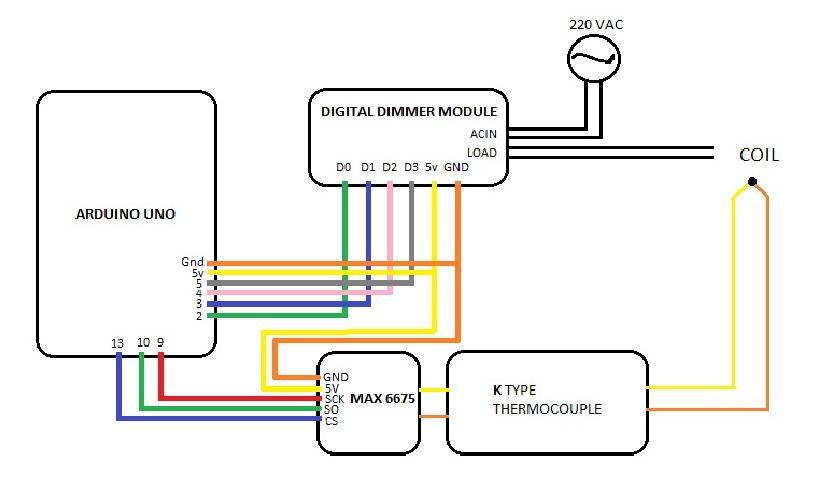 220 VAC
DIGITAL DIMMER MODULE
ACIN
LOAD
D0 D1 D2 D3 5v GND
COIL
ARDUINO UNO
Gnd
5v
5
4
3
2
13 10 9
GND
5V
SCK
SO
CS
MAX 6675
K TYPE
THERMOCOUPLE